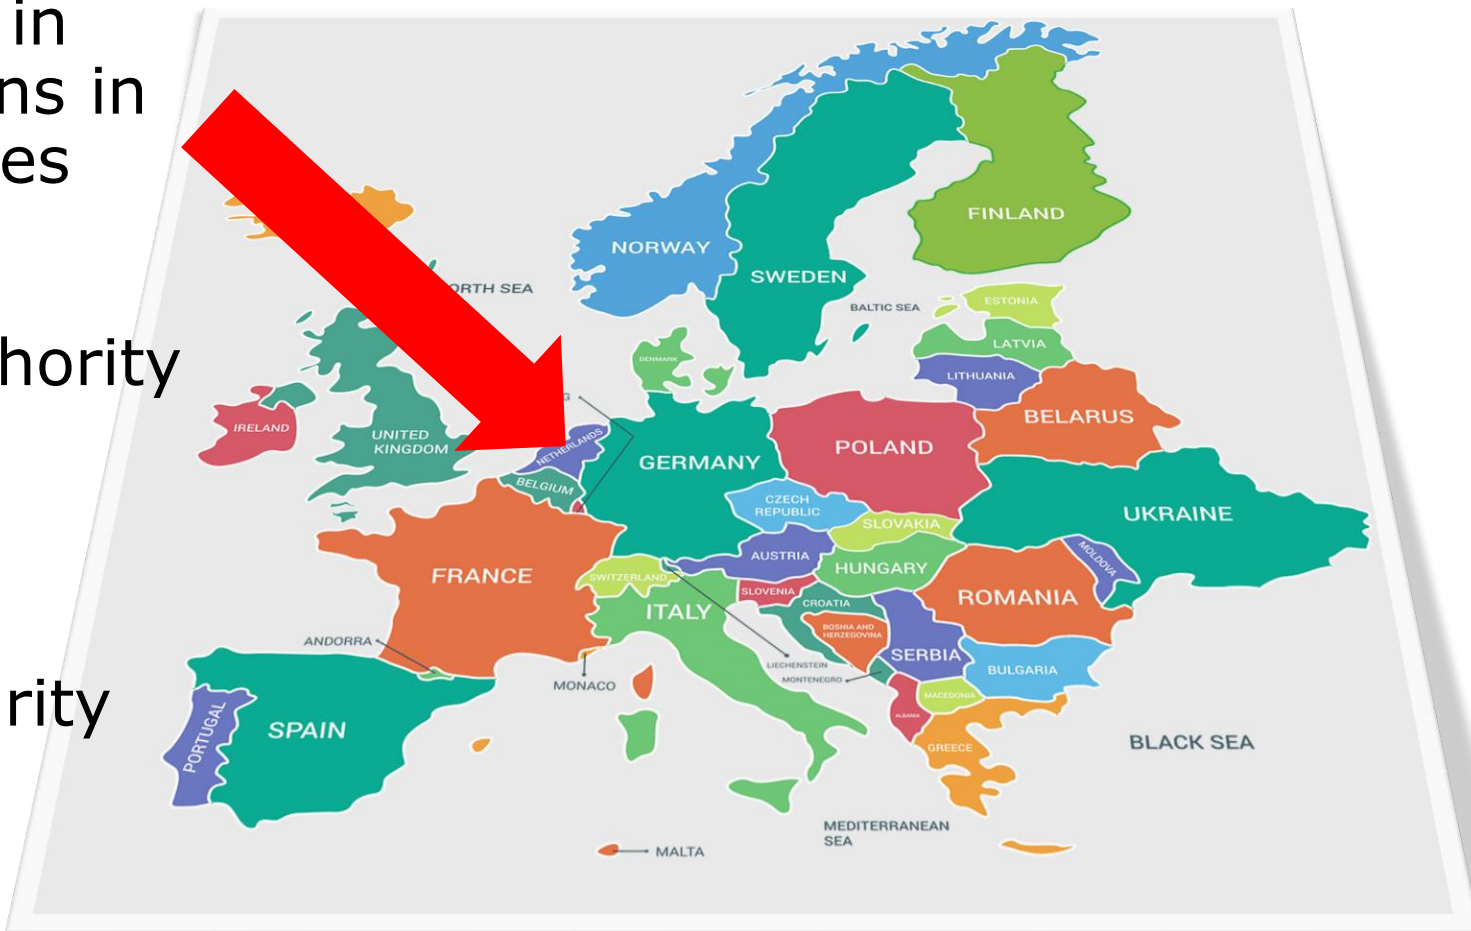 in
ns in
es
hority
rity
NORWAY
SWEDEN
FINLAND
ORTH SEA
BALTIC SEA
ESTONIA
LATVIA
LITHUANIA
DENMARK
G
BELARUS
IRELAND
UNITED
KINGDOM
NETHERLANDS
BELGIUM
GERMANY
POLAND
CZECH
REPUBLIC
SLOVAKIA
UKRAINE
AUSTRIA
HUNGARY
MOLDOVA
FRANCE
SWITZERLAND
ITALY
SLOVENIA
CROATIA
ROMANIA
BOSNIA AND
HERZEGOVINA
SERBIA
BULGARIA
ANDORRA
LIECHTENSTEIN
MONTENEGRO
MONACO
MACEDONIA
ALBANIA
PORTUGAL
SPAIN
GREECE
BLACK SEA
MEDITERRANEAN
SEA
MALTA